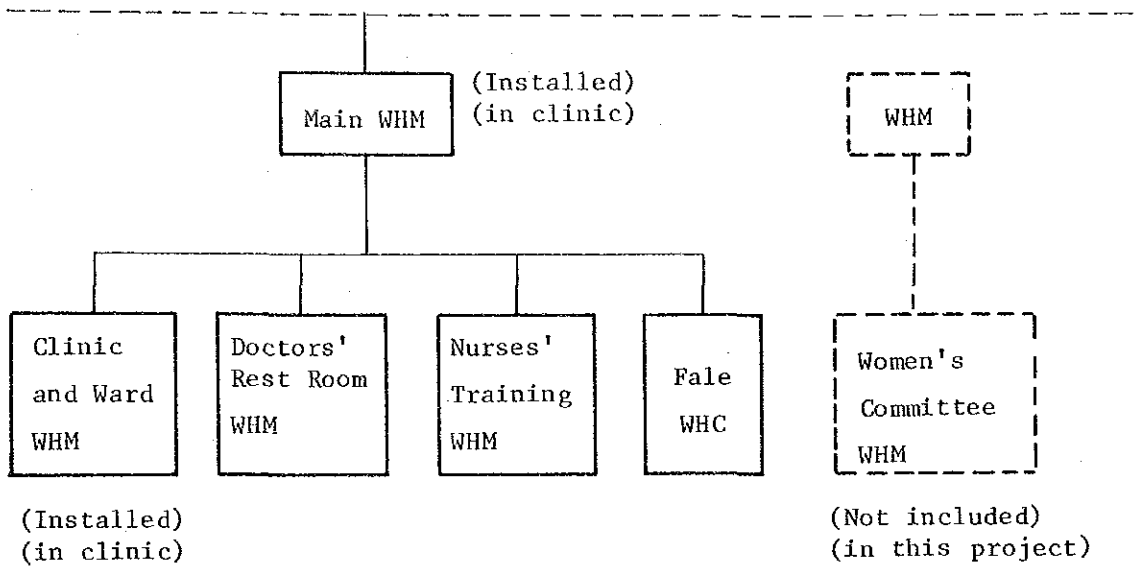 Main WHM
(Installed)
(in clinic)
WHM
Clinic
and Ward
WHM
Doctors'
Rest Room
WHM
Nurses'
Training
WHM
Fale
WHC
Women's
Committee
WHM
(Installed)
(in clinic)
(Not included)
(in this project)